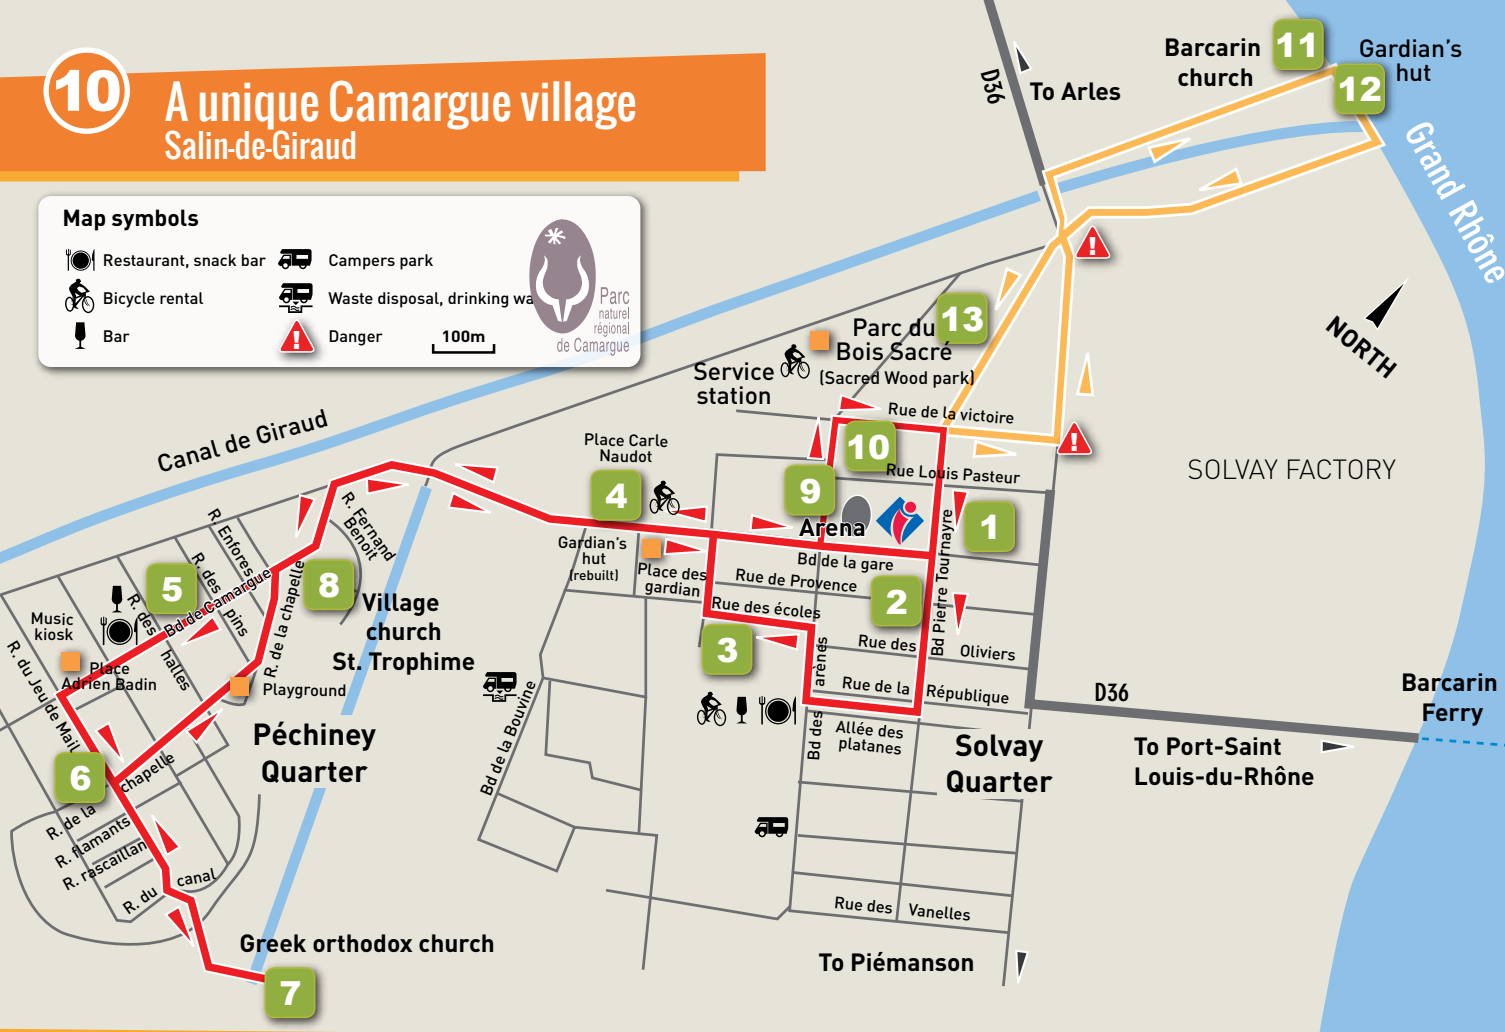 10
A unique Camargue village
Salin-de-Giraud
Map symbols
Restaurant, snack bar
Campers park
Bicycle rental
Waste disposal, drinking wa
Bar
Danger
100m
Parc
naturel
régional
de Camargue
D36
To Arles
Barcarin
church
11
Gardian's
hut
12
Grand Rhône
NORTH
Canal de Giraud
13
Parc du
Bois Sacré
(Sacred Wood park)
Service
station
Rue de la victoire
10
Rue Louis Pasteur
SOLVAY FACTORY
Place Carle
Naudot
4
9
Arena
1
Bd Pierre Tournayre
Gardian's
hut
(rebuilt)
Place des
gardian
Bd de la gare
Rue de Provence
2
Rue des écoles
3
Rue des Oliviers
Rue de la République
Bd des arènes
Allée des
platanes
Solvay
Quarter
D36
Barcarin
Ferry
To Port-Saint
Louis-du-Rhône
Rue des Vanelles
To Piémanson
R. Fernand
Benoit
R. Enfores
R. des pins
R. des halles
5
Bd de Camargue
R. de la chapelle
8
Village
church
St. Trophime
Music
kiosk
Place
Adrien Badin
R. du Jeu de Mail
Playground
Péchiney
Quarter
Bd de la Bouvine
6
R. de la chapelle
R. flamants
R. rascaillan
R. du canal
Greek orthodox church
7